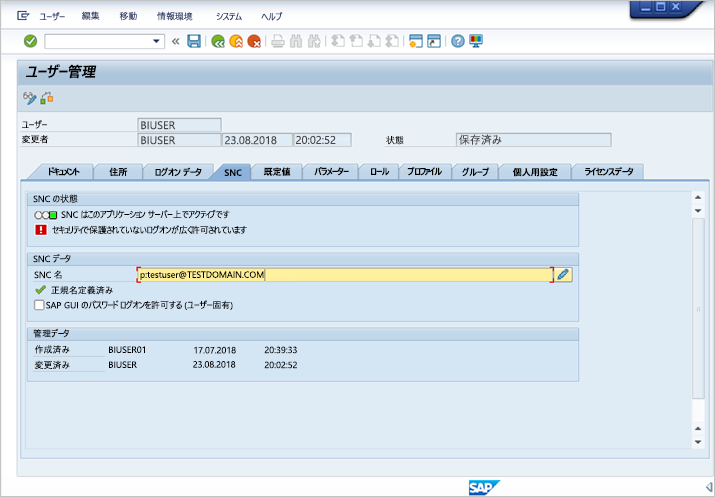 ユーザー 編集 移動 情報環境 システム ヘルプ
ユーザー管理
ユーザー BIUSER
変更者 BIUSER 23.08.2018 20:02:52 状態 保存済み
ドキュメント 住所 ログオン データ SNC 既定値 パラメーター ロール プロファイル グループ 個人用設定 ライセンスデータ
SNC の状態
SNC はこのアプリケーション サーバー上でアクティブです
セキュリティで保護されていないログオンが広く許可されています
SNC データ
SNC 名 p:testuser@TESTDOMAIN.COM
正規名定義済み
SAP GUI のパスワード ログオンを許可する (ユーザー固有)
管理データ
作成済み BIUSER01 17.07.2018 20:39:33
変更済み BIUSER 23.08.2018 20:02:52
SAP